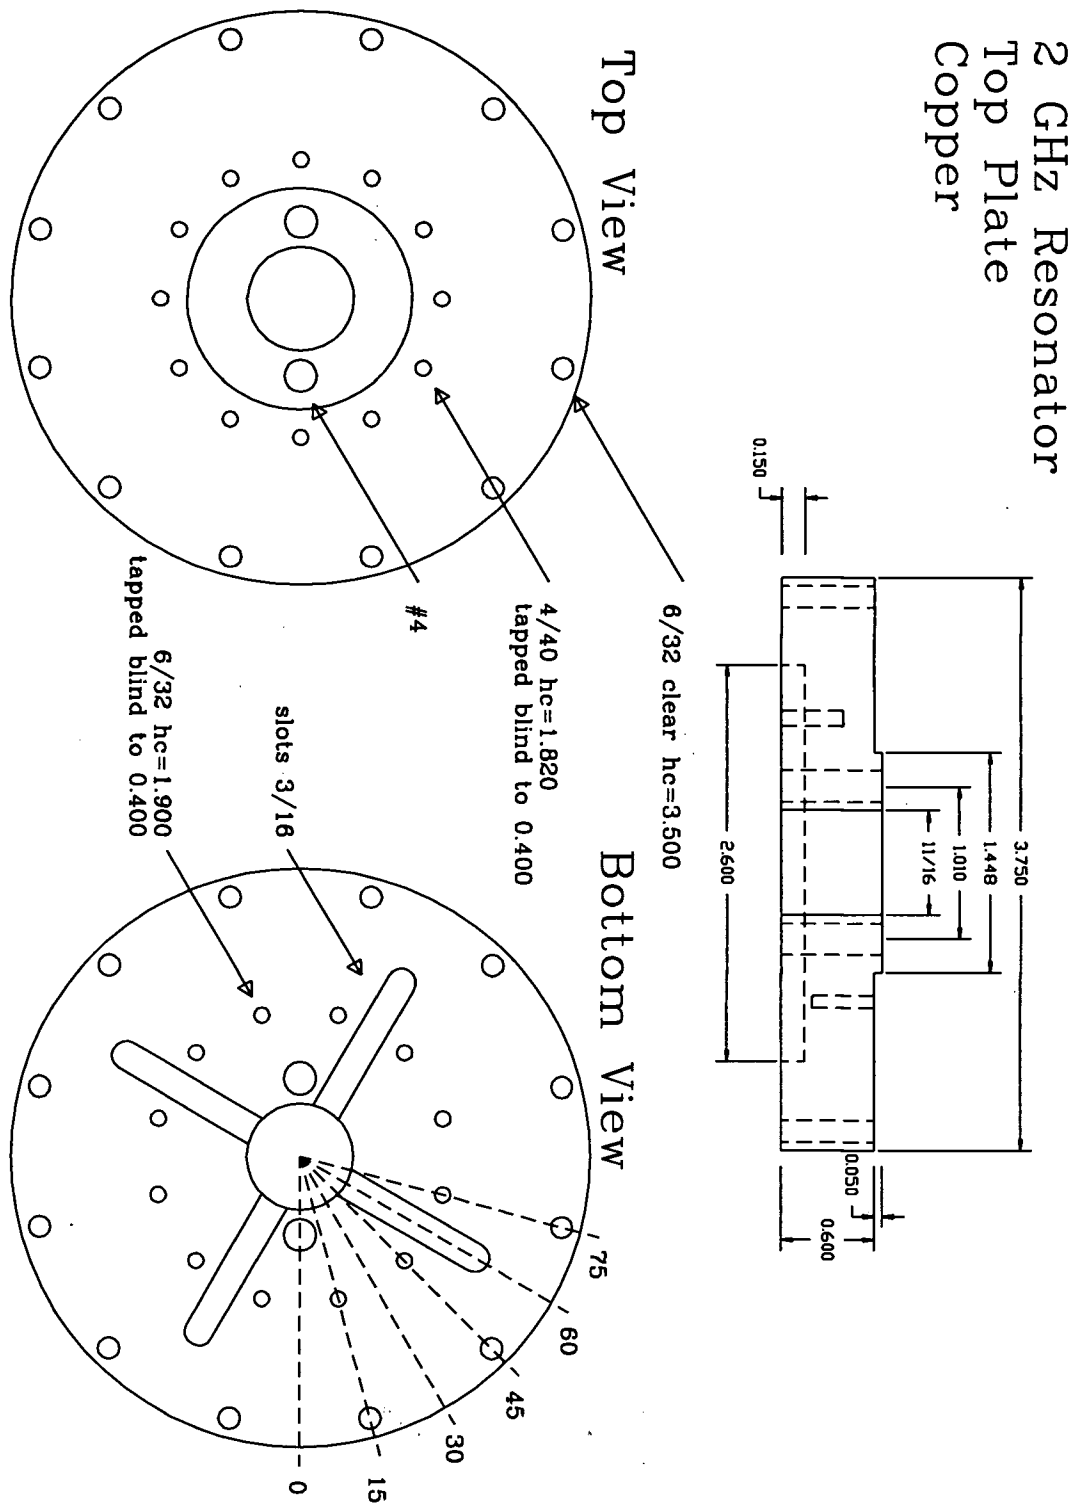 2 GHz Resonator
Top Plate
Copper
3.750
1.448
1.010
11/16
0.150
2.600
0.050
0.600
Top View
6/32 clear hc=3.500
4/40 hc=1.820
tapped blind to 0.400
#4
Bottom View
slots 3/16
6/32 hc=1.900
tapped blind to 0.400
75
60
45
30
15
0